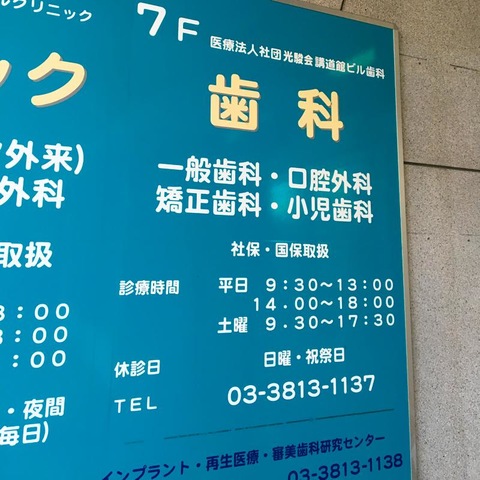 ルクリニック
ック
外来)
外科
取扱
:00
:00
:00
・夜間
毎日)
7F
医療法人社団光駿会講道館ビル歯科
歯科
一般歯科・口腔外科
矯正歯科・小児歯科
社保・国保取扱
診療時間 平日 9:30〜13:00
14.00〜18:00
土曜 9.30〜17:30
休診日 日曜・祝祭日
TEL 03-3813-1137
インプラント・再生医療・審美歯科研究センター
03-3813-1138